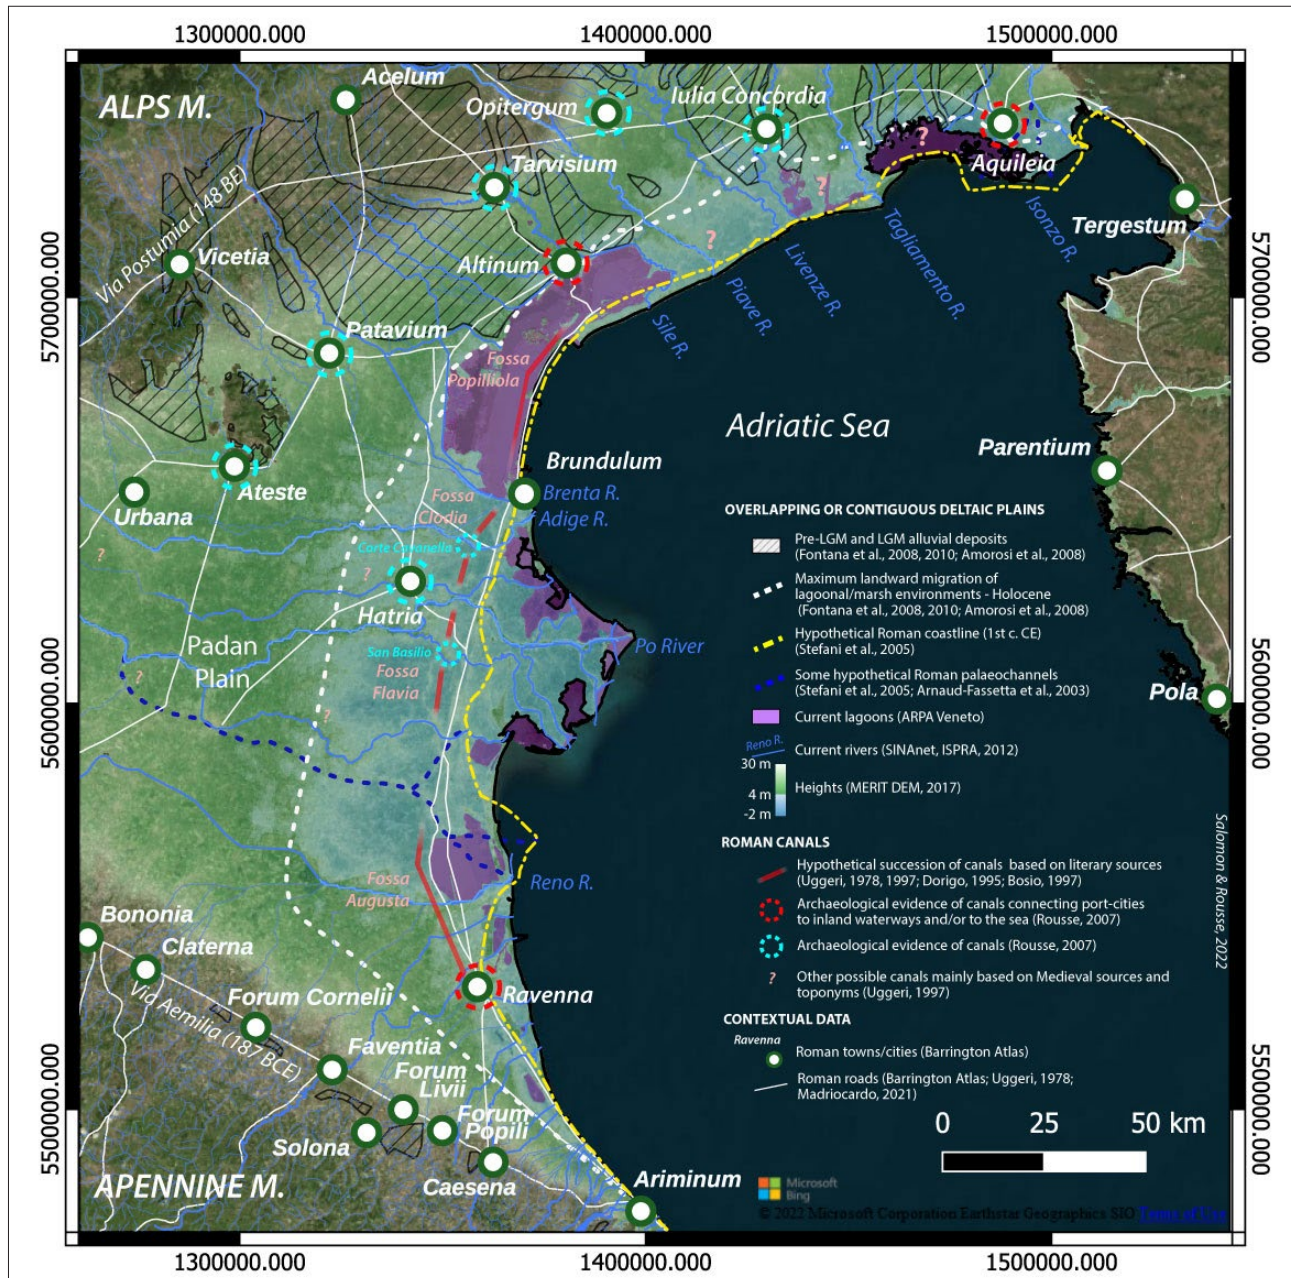 1300000.000
1400000.000
1500000.000
ALPS M.
Acelum
Opitergum
Iulia Concordia
Tarvisium
?
Aquileia
?
Via Postumia (148 BE)
Vicetia
Altinum
?
Isonzo R.
Tergestum
Tagliamento R.
Livenze R.
Piave R.
Sile R.
5700000.000
5700000.000
Patavium
Fossa
Popilliola
Adriatic Sea
Parentium
Brundulum
Ateste
Urbana
Fossa
Clodia
Brenta R.
Adige R.
?
Corte Cavanella
?
Hatria
Padan
Plain
San Basilio
Fossa
Flavia
Po River
?
?
Pola
5600000.000
5600000.000
OVERLAPPING OR CONTIGUOUS DELTAIC PLAINS
Pre-LGM and LGM alluvial deposits
(Fontana et al., 2008, 2010; Amorosi et al., 2008)
Maximum landward migration of
lagoonal/marsh environments - Holocene
(Fontana et al., 2008, 2010; Amorosi et al., 2008)
Hypothetical Roman coastline (1st c. CE)
(Stefani et al., 2005)
Some hypothetical Roman palaeochannels
(Stefani et al., 2005; Arnaud-Fassetta et al., 2003)
Current lagoons (ARPA Veneto)
Reno R.
Current rivers (SINAnet, ISPRA, 2012)
30 m
4 m
-2 m
Heights (MERIT DEM, 2017)
ROMAN CANALS
Hypothetical succession of canals based on literary sources
(Uggeri, 1978, 1997; Dorigo, 1995; Bosio, 1997)
Archaeological evidence of canals connecting port-cities
to inland waterways and/or to the sea (Rousse, 2007)
Archaeological evidence of canals (Rousse, 2007)
?
Other possible canals mainly based on Medieval sources and
toponyms (Uggeri, 1997)
CONTEXTUAL DATA
Ravenna
Roman towns/cities (Barrington Atlas)
Roman roads (Barrington Atlas; Uggeri, 1978;
Madriocardo, 2021)
Salomon & Rousse, 2022
Fossa
Augusta
Reno R.
Bononia
Claterna
Forum Cornelii
Via Aemilia (187 BCE)
Faventia
Ravenna
Forum
Livii
Forum
Popili
Solona
Caesena
APENNINE M.
Ariminum
5500000.000
5500000.000
0 25 50 km
Microsoft
Bing
© 2022 Microsoft Corporation Earthstar Geographics SIO Terms of Use
1300000.000
1400000.000
1500000.000